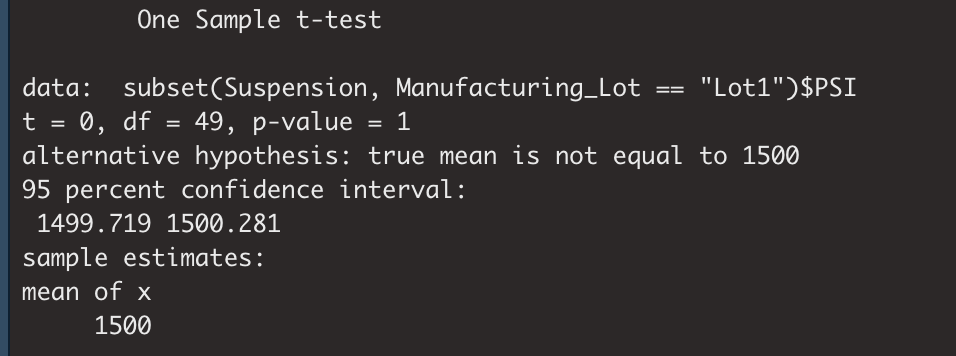 One Sample t-test
data:  subset(Suspension, Manufacturing_Lot == "Lot1")$PSI
t = 0, df = 49, p-value = 1
alternative hypothesis: true mean is not equal to 1500
95 percent confidence interval:
1499.719 1500.281
sample estimates:
mean of x
1500